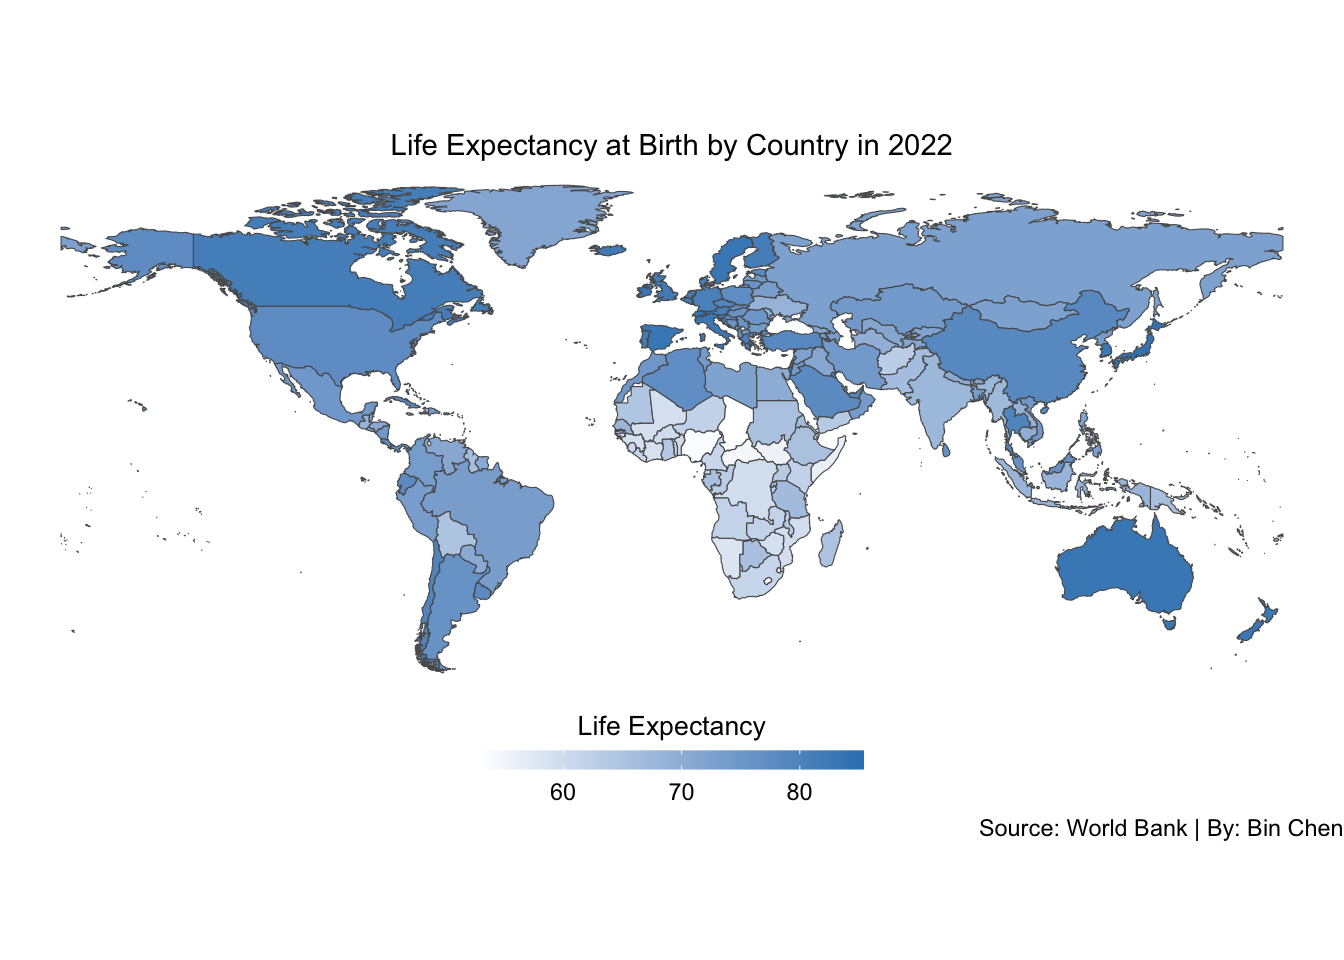 Life Expectancy at Birth by Country in 2022
Life Expectancy
60 70 80
Source: World Bank | By: Bin Chen